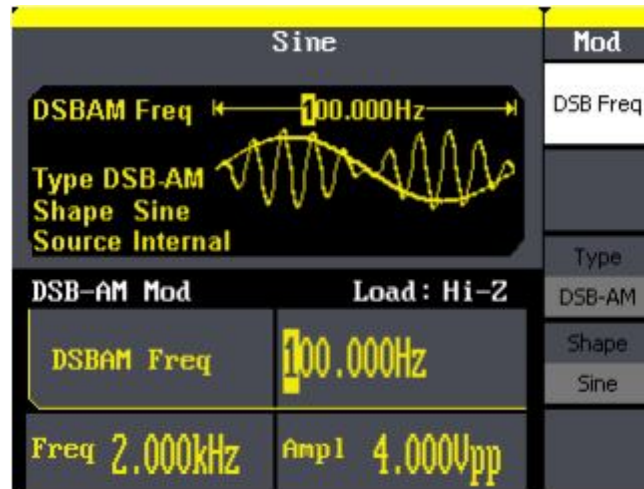 Sine
Mod
DSBAM Freq 100.000Hz
DSB Freq
Type DSB-AM
Shape Sine
Source Internal
Type
DSB-AM
DSB-AM Mod Load: Hi-Z
Shape
Sine
DSBAM Freq 100.000Hz
Freq 2.000kHz Ampl 4.000Vpp